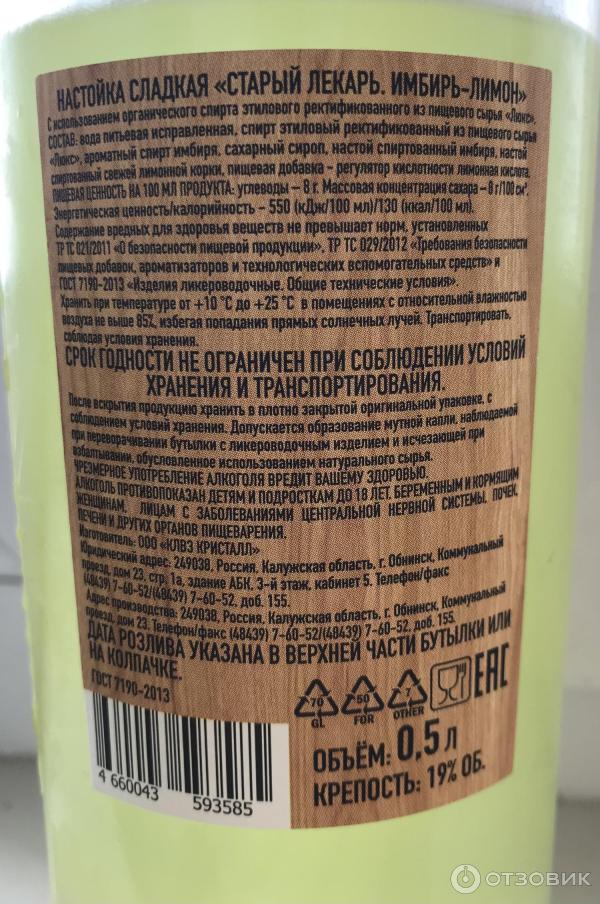 НАСТОЙКА СЛАДКАЯ «СТАРЫЙ ЛЕКАРЬ. ИМБИРЬ-ЛИМОН»
С использованием органического спирта этилового ректификованного из пищевого сырья «Люкс».
СОСТАВ: вода питьевая исправленная, спирт этиловый ректификованный из пищевого сырья
«Люкс», ароматный спирт имбиря, сахарный сироп, настой спиртованный имбиря, настой
спиртованный свежей лимонной корки, пищевая добавка – регулятор кислотности лимонная кислота.
ПИЩЕВАЯ ЦЕННОСТЬ НА 100 МЛ ПРОДУКТА: углеводы – 8 г. Массовая концентрация сахара – 8 г/100 см³.
Энергетическая ценность/калорийность – 550 (кДж/100 мл)/130 (ккал/100 мл).
Содержание вредных для здоровья веществ не превышает норм, установленных
ТР ТС 021/2011 «О безопасности пищевой продукции», ТР ТС 029/2012 «Требования безопасности
пищевых добавок, ароматизаторов и технологических вспомогательных средств» и
ГОСТ 7190-2013 «Изделия ликероводочные. Общие технические условия».
Хранить при температуре от +10 °С до +25 °С в помещениях с относительной влажностью
воздуха не выше 85%, избегая попадания прямых солнечных лучей. Транспортировать,
соблюдая условия хранения.
СРОК ГОДНОСТИ НЕ ОГРАНИЧЕН ПРИ СОБЛЮДЕНИИ УСЛОВИЙ
ХРАНЕНИЯ И ТРАНСПОРТИРОВАНИЯ.
После вскрытия продукцию хранить в плотно закрытой оригинальной упаковке, с
соблюдением условий хранения. Допускается образование мутной капли, наблюдаемой
при переворачивании бутылки с ликероводочным изделием и исчезающей при
взбалтывании, обусловленное использованием натурального сырья.
ЧРЕЗМЕРНОЕ УПОТРЕБЛЕНИЕ АЛКОГОЛЯ ВРЕДИТ ВАШЕМУ ЗДОРОВЬЮ.
АЛКОГОЛЬ ПРОТИВОПОКАЗАН ДЕТЯМ И ПОДРОСТКАМ ДО 18 ЛЕТ, БЕРЕМЕННЫМ И КОРМЯЩИМ
ЖЕНЩИНАМ, ЛИЦАМ С ЗАБОЛЕВАНИЯМИ ЦЕНТРАЛЬНОЙ НЕРВНОЙ СИСТЕМЫ, ПОЧЕК,
ПЕЧЕНИ И ДРУГИХ ОРГАНОВ ПИЩЕВАРЕНИЯ.
Изготовитель: ООО «КЛВЗ КРИСТАЛЛ»
Юридический адрес: 249038, Россия, Калужская область, г. Обнинск, Коммунальный
проезд, дом 23, стр. 1а, здание АБК, 3-й этаж, кабинет 5. Телефон/факс
(48439) 7-60-52/(48439) 7-60-52, доб. 155.
Адрес производства: 249038, Россия, Калужская область, г. Обнинск, Коммунальный
проезд, дом 23. Телефон/факс (48439) 7-60-52/(48439) 7-60-52, доб. 155.
ДАТА РОЗЛИВА УКАЗАНА В ВЕРХНЕЙ ЧАСТИ БУТЫЛКИ ИЛИ
НА КОЛПАЧКЕ.
ГОСТ 7190-2013
70 50 7
GL FOR OTHER EAC
ОБЪЁМ: 0,5 Л
КРЕПОСТЬ: 19% ОБ.
4 660043 593585
ОТЗОВИК